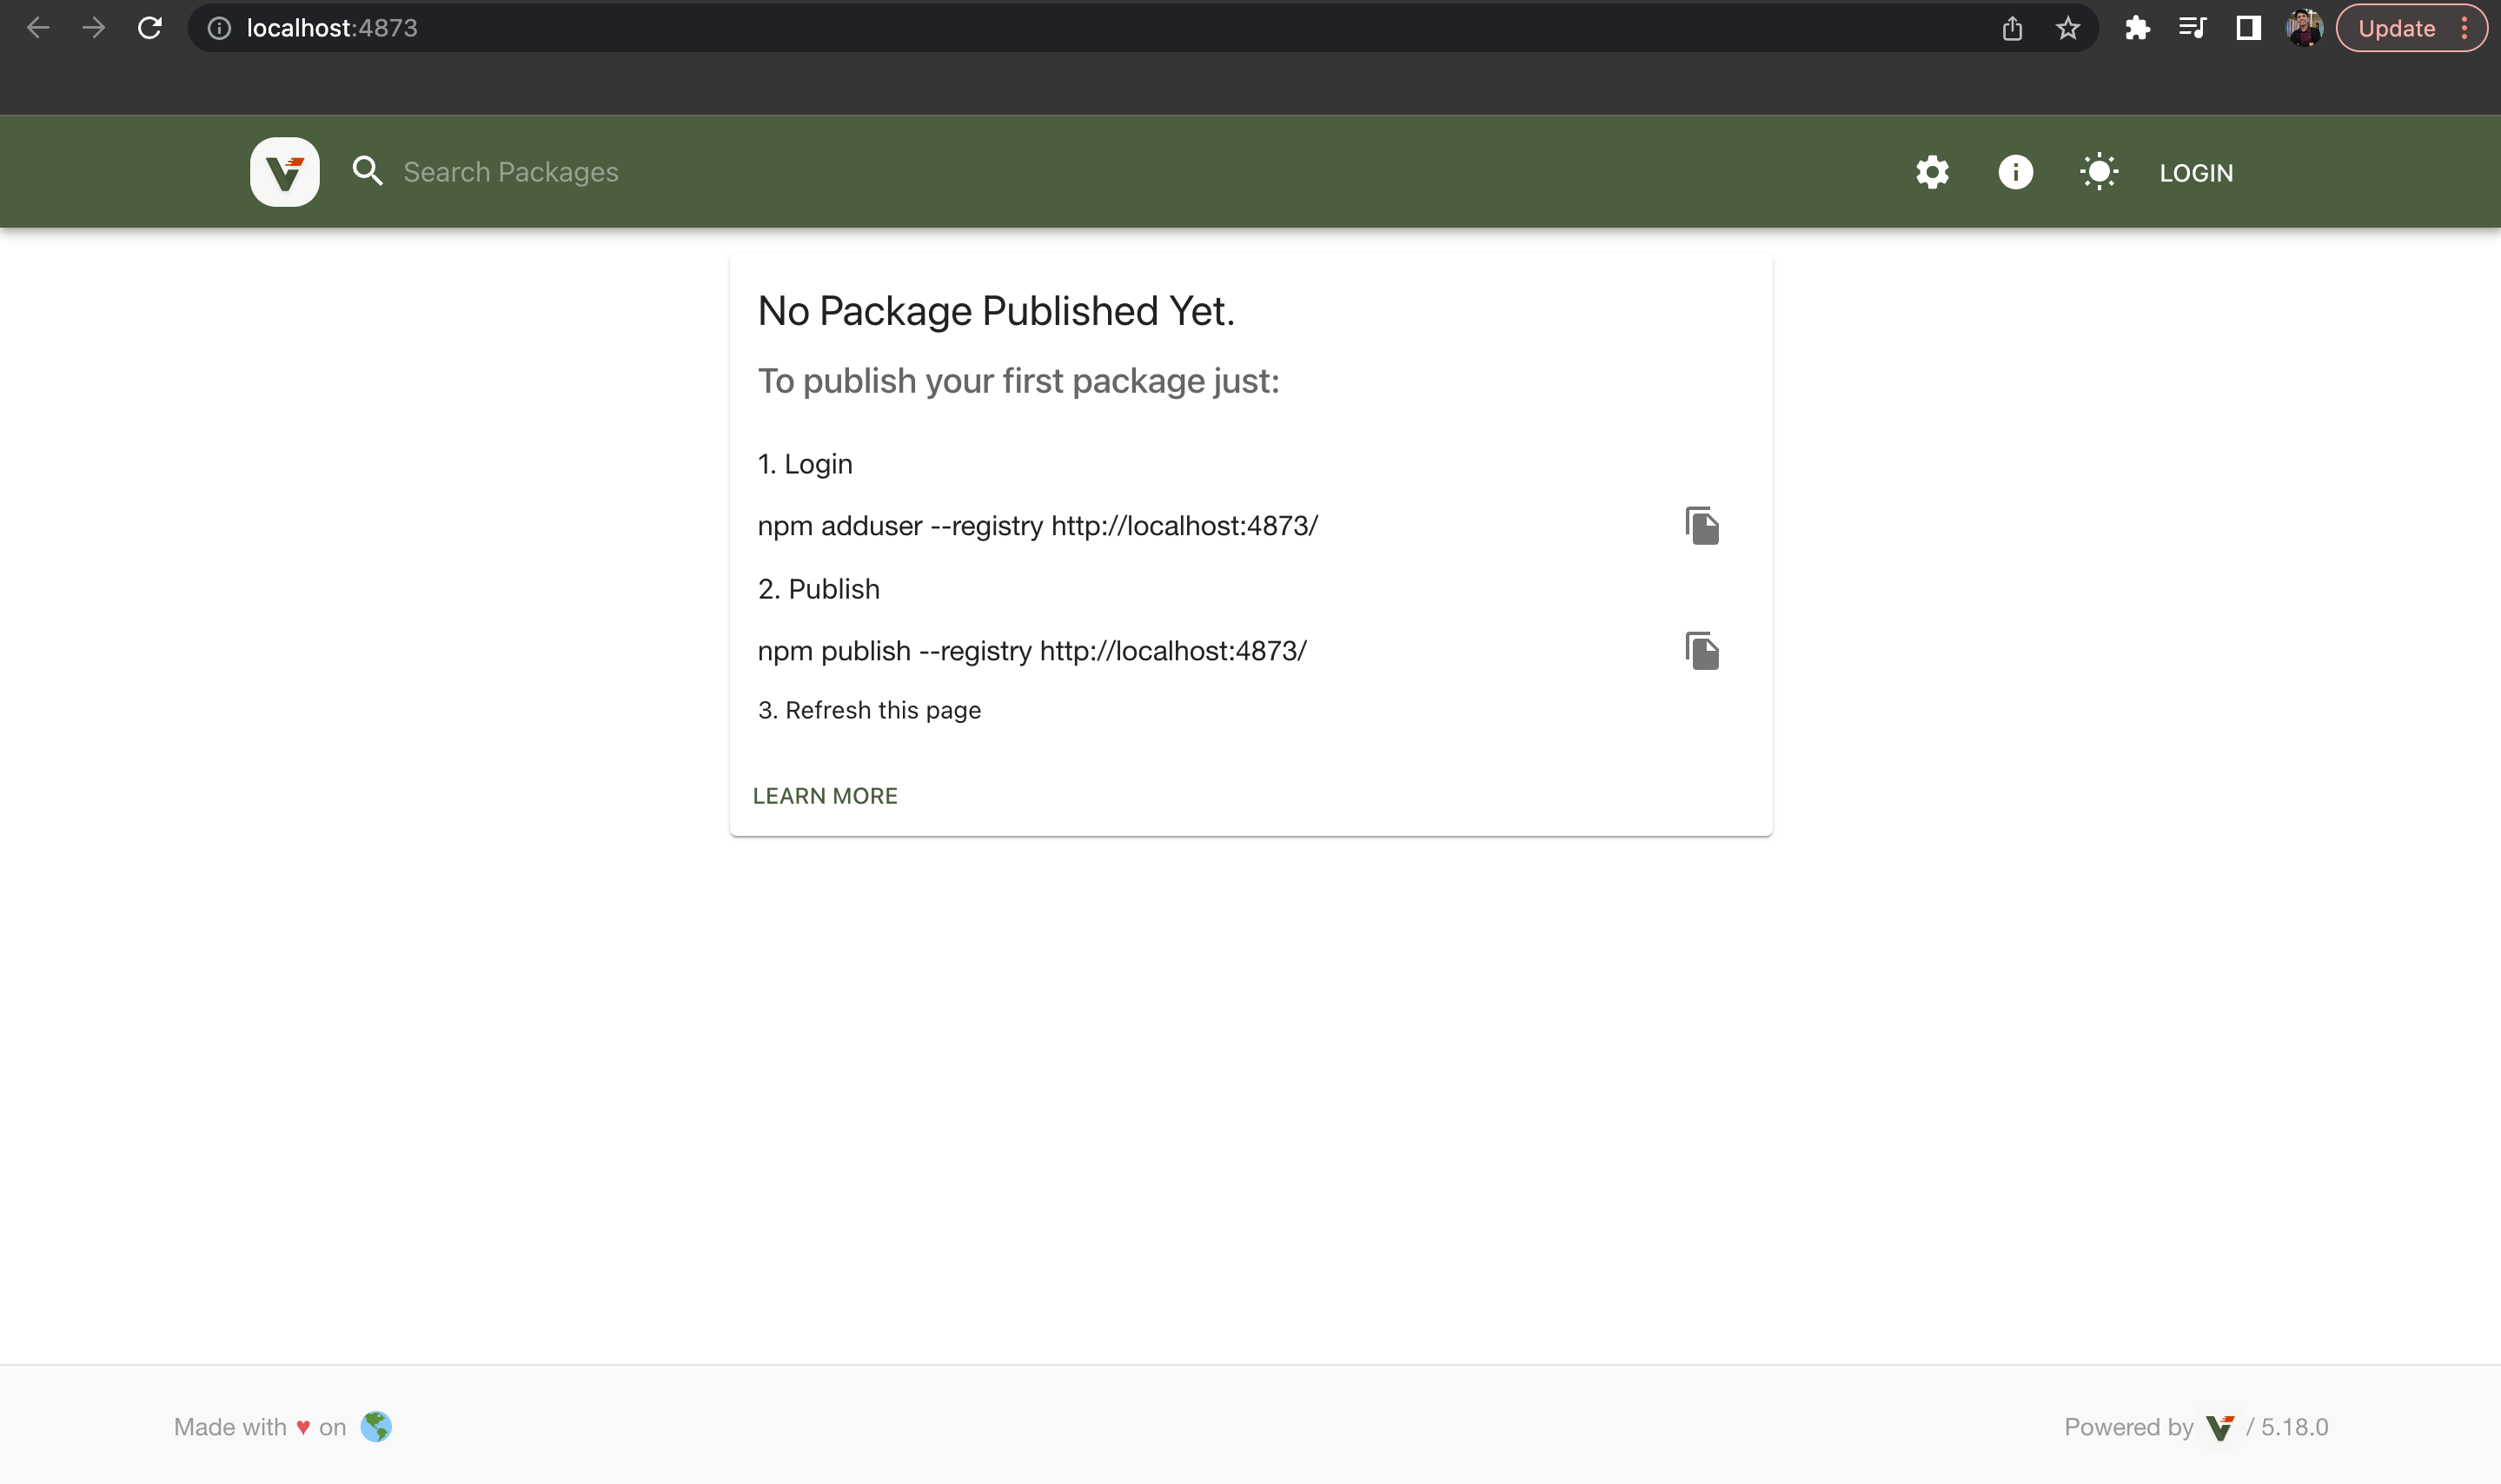 localhost:4873
Update
Search Packages
LOGIN
No Package Published Yet.
To publish your first package just:
1. Login
npm adduser --registry http://localhost:4873/
2. Publish
npm publish --registry http://localhost:4873/
3. Refresh this page
LEARN MORE
Made with ♥ on 🌎
Powered by V / 5.18.0